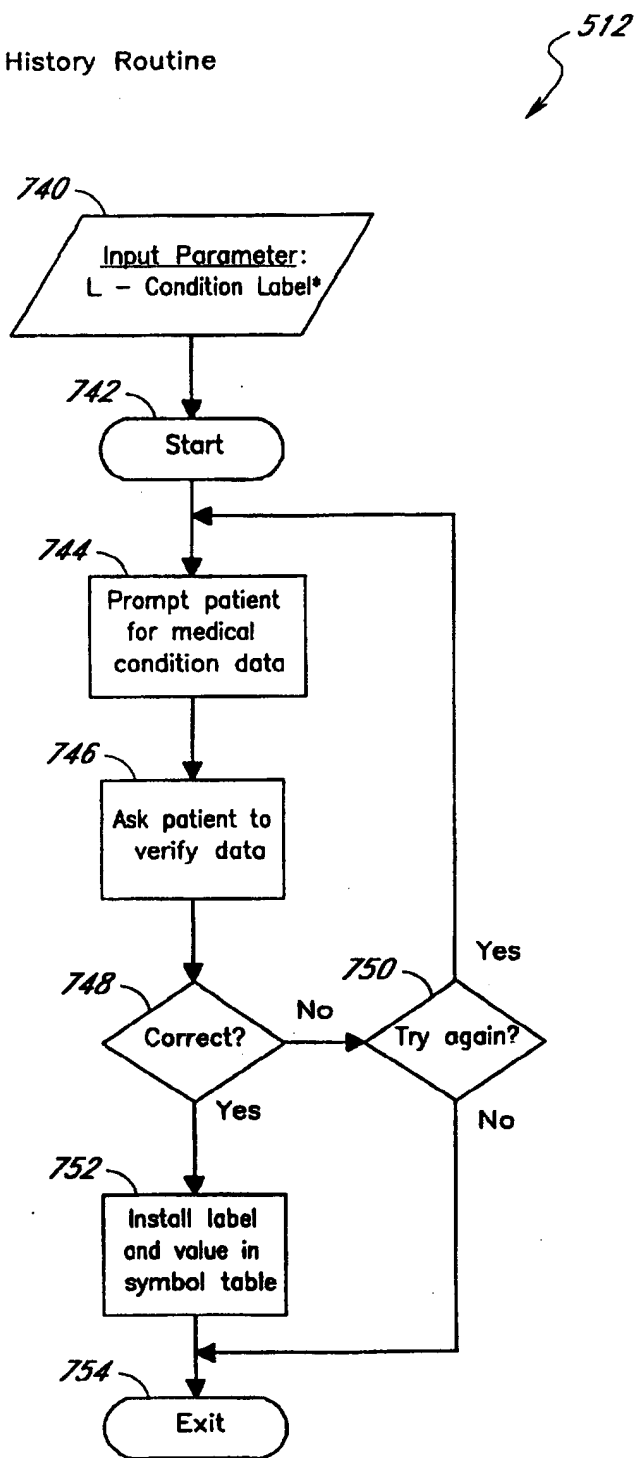 512
History Routine
740
Input Parameter:
L – Condition Label*
742
Start
744
Prompt patient
for medical
condition data
746
Ask patient to
verify data
748
Correct?
No
750
Try again?
Yes
Yes
No
752
Install label
and value in
symbol table
754
Exit